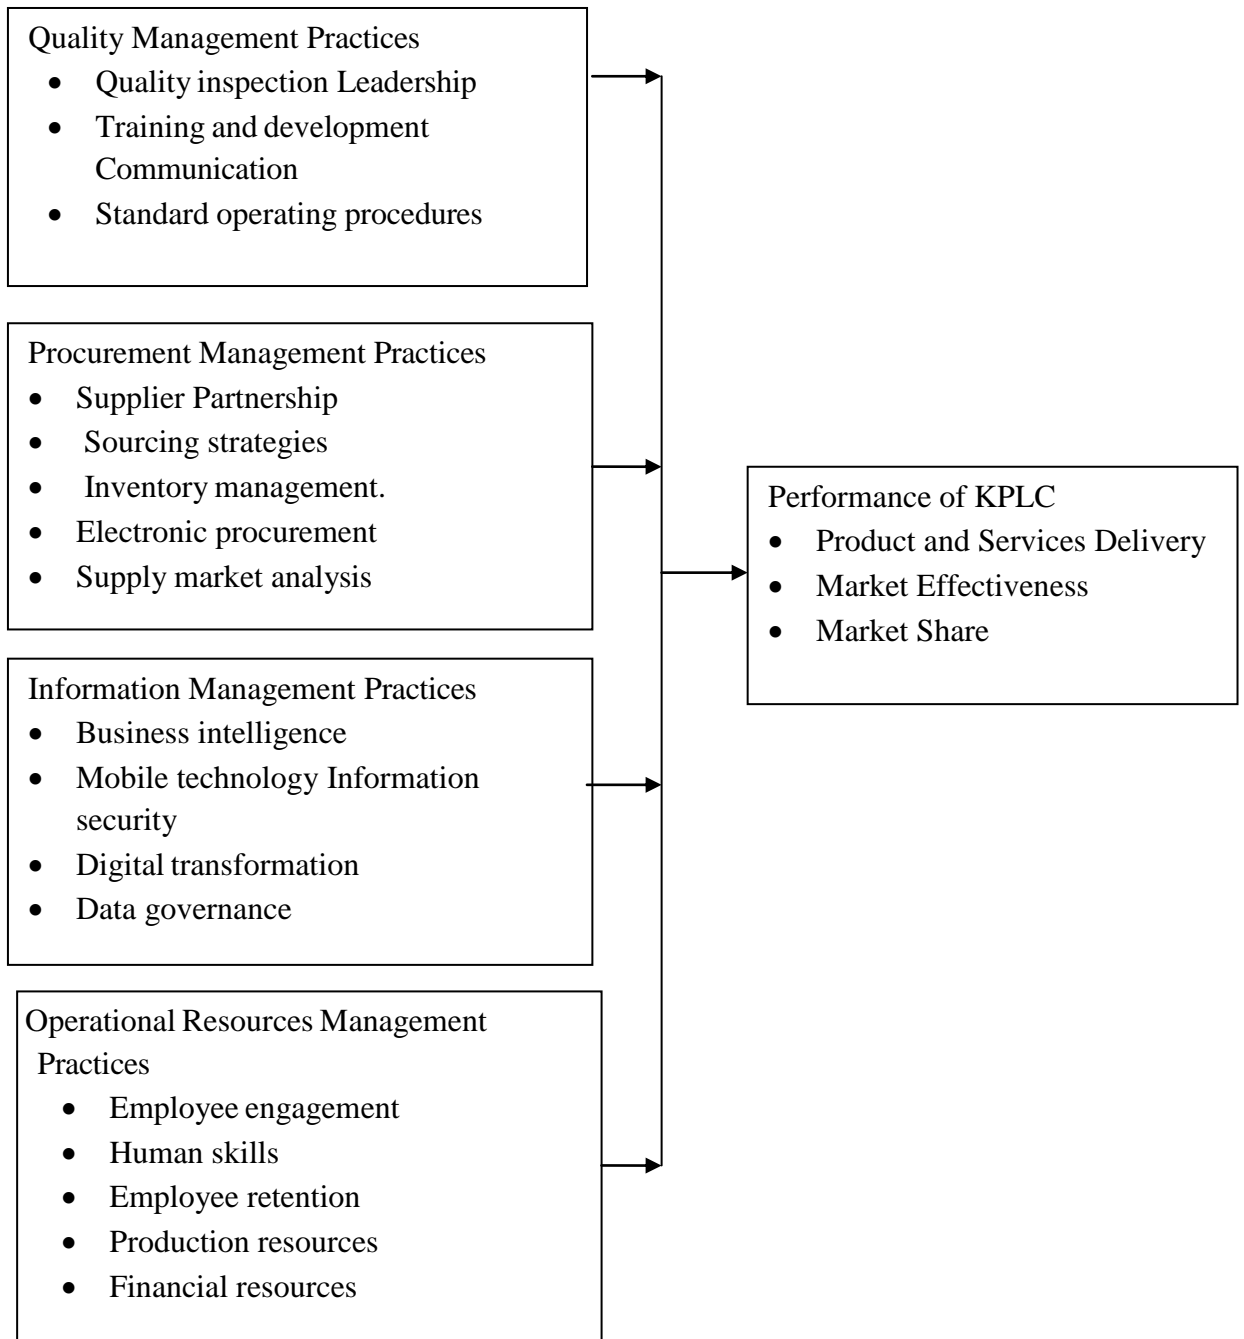 Quality Management Practices
• Quality inspection Leadership
• Training and development
Communication
• Standard operating procedures
Procurement Management Practices
• Supplier Partnership
• Sourcing strategies
• Inventory management.
• Electronic procurement
• Supply market analysis
Information Management Practices
• Business intelligence
• Mobile technology Information
security
• Digital transformation
• Data governance
Operational Resources Management
Practices
• Employee engagement
• Human skills
• Employee retention
• Production resources
• Financial resources
Performance of KPLC
• Product and Services Delivery
• Market Effectiveness
• Market Share